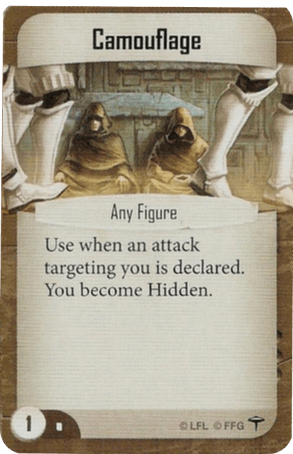 Camouflage
Any Figure
Use when an attack
targeting you is declared.
You become Hidden.
1
© LFL © FFG